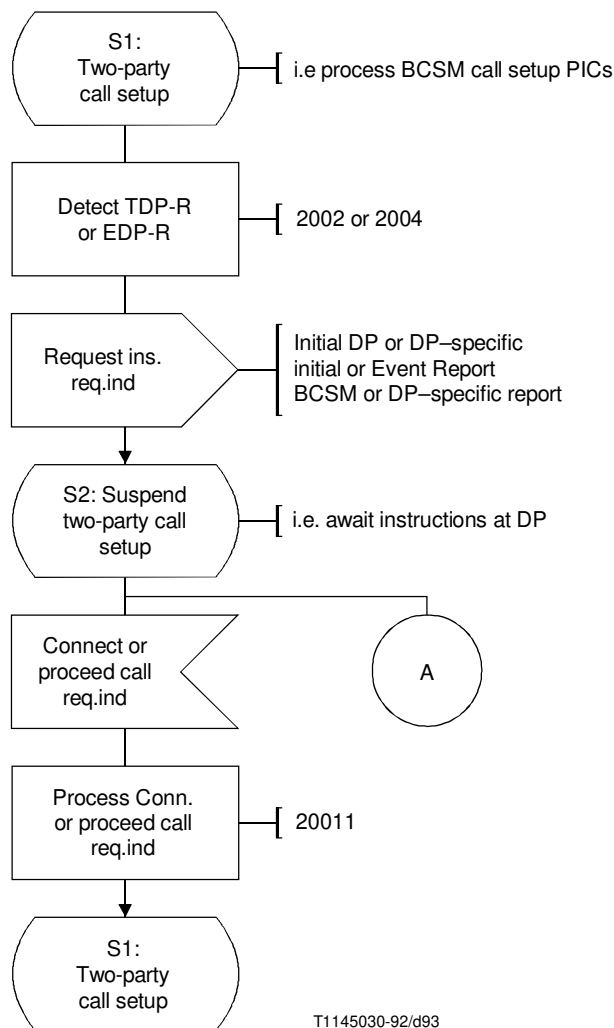 S1:
Two-party
call setup
i.e process BCSM call setup PICs
Detect TDP-R
or EDP-R
2002 or 2004
Request ins.
req.ind
Initial DP or DP–specific
initial or Event Report
BCSM or DP–specific report
S2: Suspend
two-party call
setup
i.e. await instructions at DP
Connect or
proceed call
req.ind
A
Process Conn.
or proceed call
req.ind
20011
S1:
Two-party
call setup
T1145030-92/d93